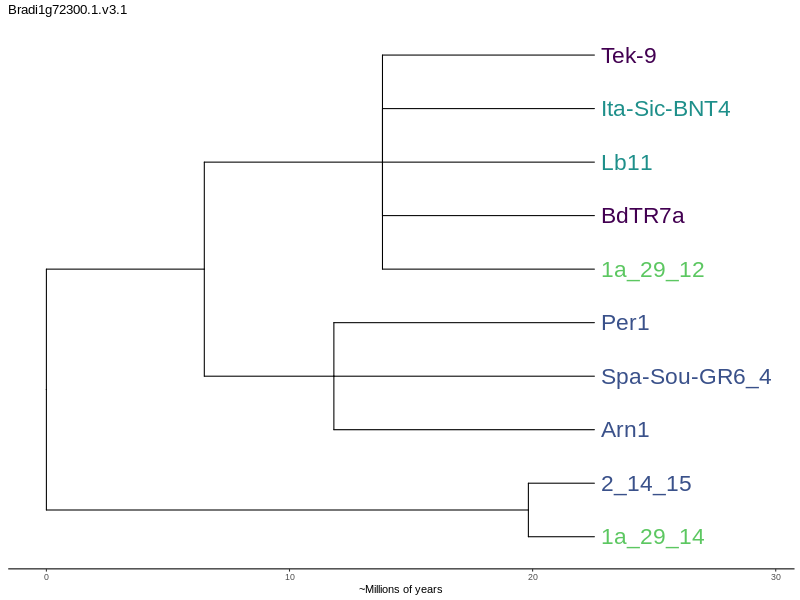 Bradi1g72300.1.v3.1
Tek-9
Ita-Sic-BNT4
Lb11
BdTR7a
1a_29_12
Per1
Spa-Sou-GR6_4
Arn1
2_14_15
1a_29_14
0 10 20 30
~Millions of years